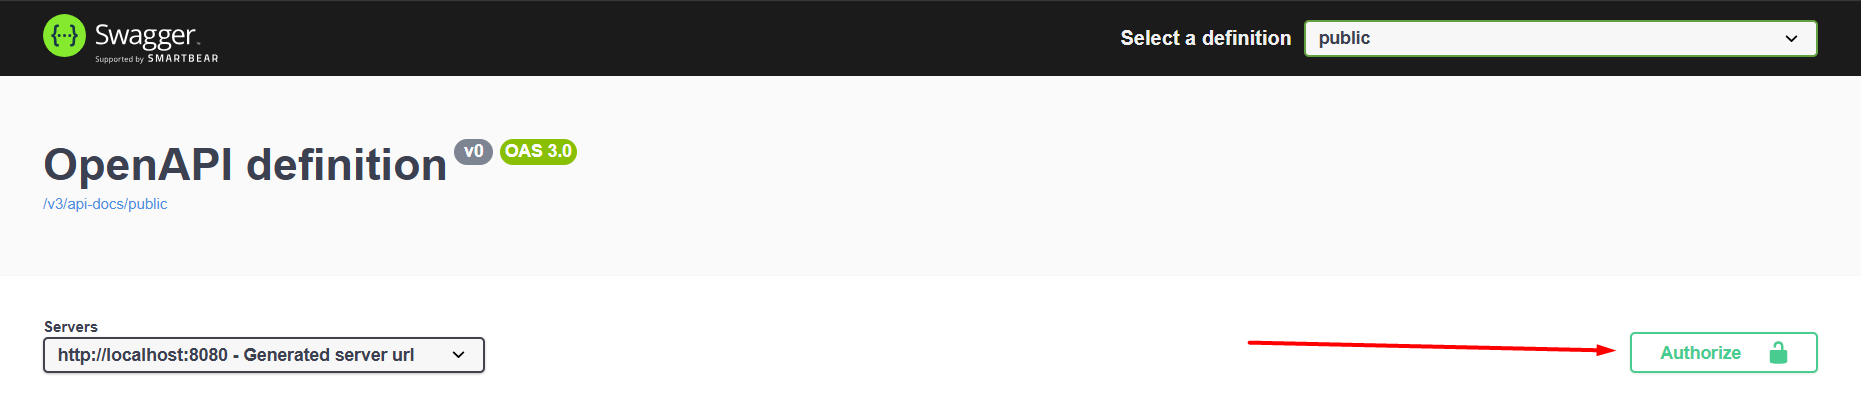 {···} Swagger™
Supported by SMARTBEAR
Select a definition
public
OpenAPI definition v0 OAS 3.0
/v3/api-docs/public
Servers
http://localhost:8080 - Generated server url
Authorize